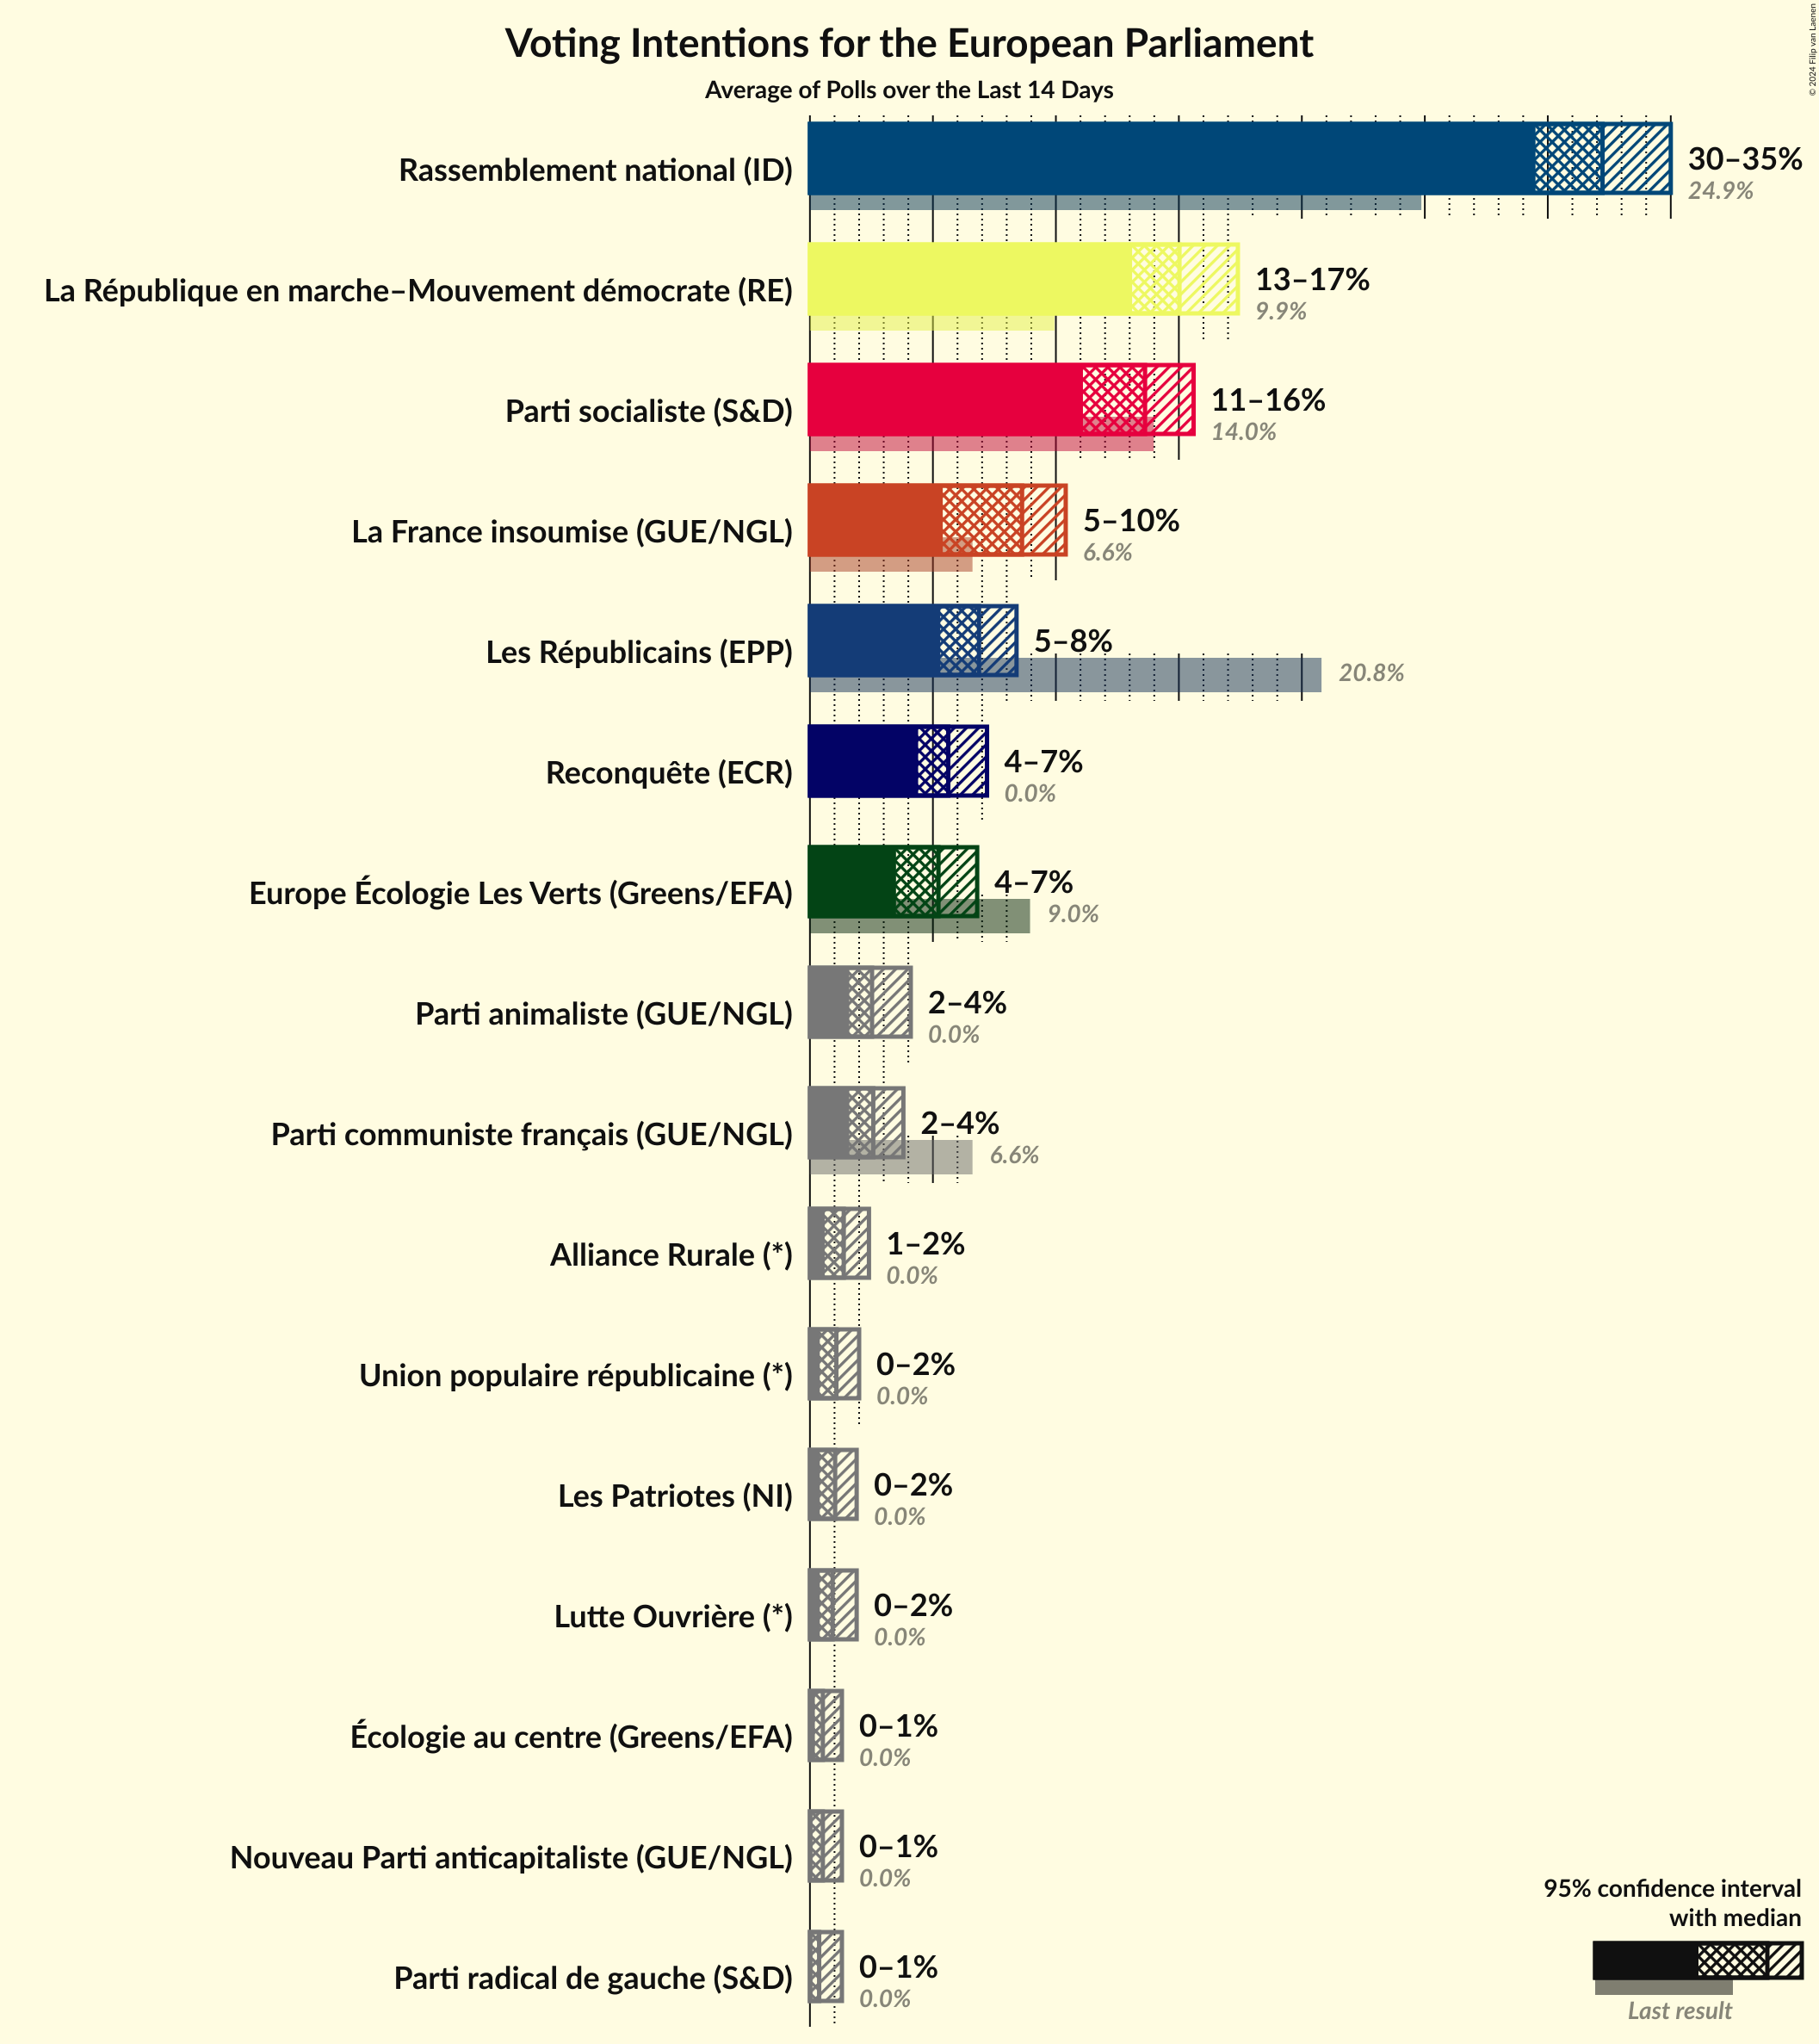 © 2024 Filip van Laenen
Voting Intentions for the European Parliament
Average of Polls over the Last 14 Days
Rassemblement national (ID)
30–35%
24.9%
La République en marche–Mouvement démocrate (RE)
13–17%
9.9%
Parti socialiste (S&D)
11–16%
14.0%
La France insoumise (GUE/NGL)
5–10%
6.6%
Les Républicains (EPP)
5–8%
20.8%
Reconquête (ECR)
4–7%
0.0%
Europe Écologie Les Verts (Greens/EFA)
4–7%
9.0%
Parti animaliste (GUE/NGL)
2–4%
0.0%
Parti communiste français (GUE/NGL)
2–4%
6.6%
Alliance Rurale (*)
1–2%
0.0%
Union populaire républicaine (*)
0–2%
0.0%
Les Patriotes (NI)
0–2%
0.0%
Lutte Ouvrière (*)
0–2%
0.0%
Écologie au centre (Greens/EFA)
0–1%
0.0%
Nouveau Parti anticapitaliste (GUE/NGL)
0–1%
0.0%
Parti radical de gauche (S&D)
0–1%
0.0%
95% confidence interval
with median
Last result